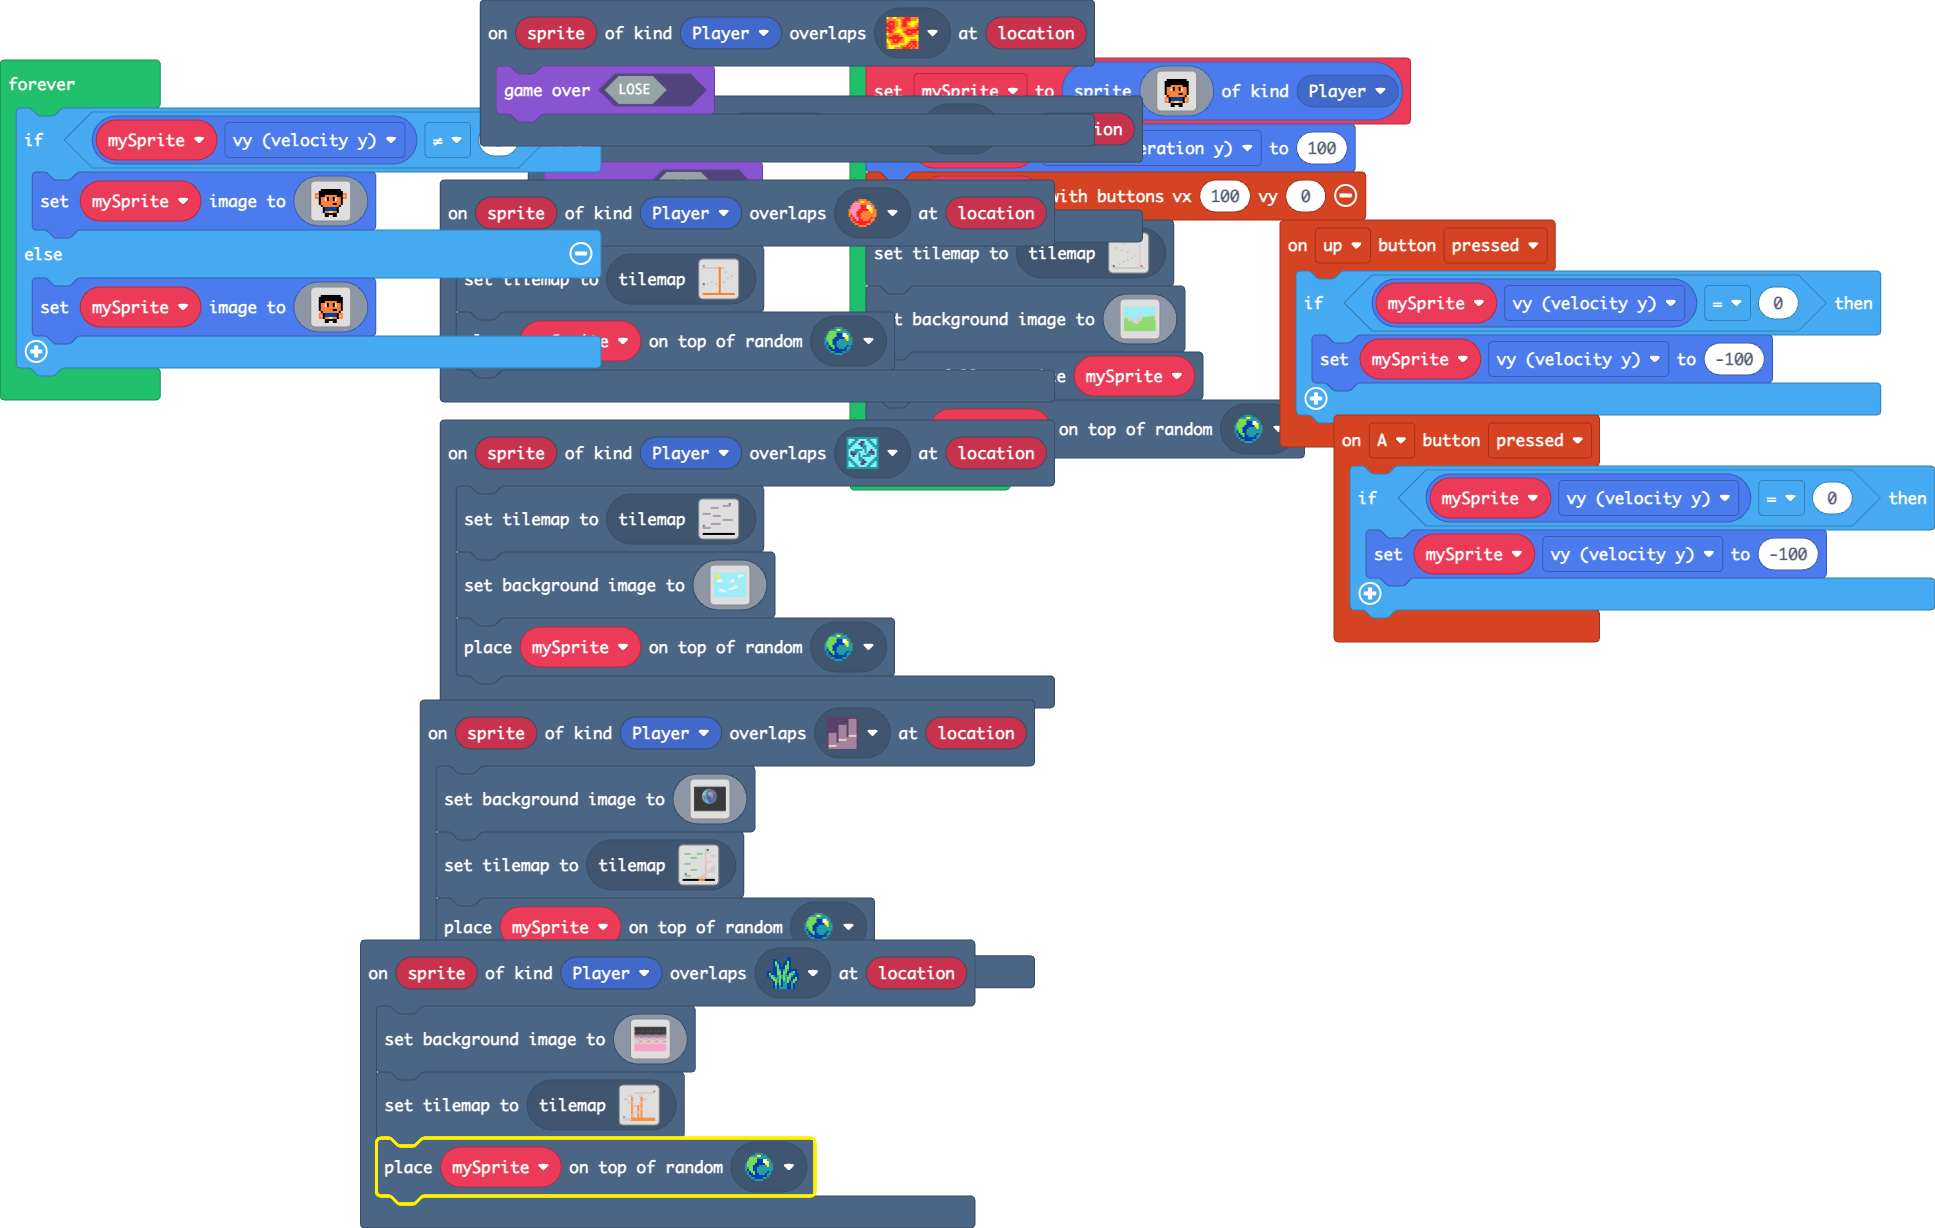 on sprite of kind Player overlaps at location
game over LOSE
forever
if mySprite vy (velocity y) ≠
set mySprite image to
else
set mySprite image to
set mySprite to sprite of kind Player
ion
eration y) to 100
with buttons vx 100 vy 0
set tilemap to tilemap
t background image to
mySprite
on top of random
on sprite of kind Player overlaps at location
set tilemap to tilemap
on top of random
on sprite of kind Player overlaps at location
set tilemap to tilemap
set background image to
place mySprite on top of random
on sprite of kind Player overlaps at location
set background image to
set tilemap to tilemap
place mySprite on top of random
on sprite of kind Player overlaps at location
set background image to
set tilemap to tilemap
place mySprite on top of random
on up button pressed
if mySprite vy (velocity y) = 0 then
set mySprite vy (velocity y) to -100
on A button pressed
if mySprite vy (velocity y) = 0 then
set mySprite vy (velocity y) to -100